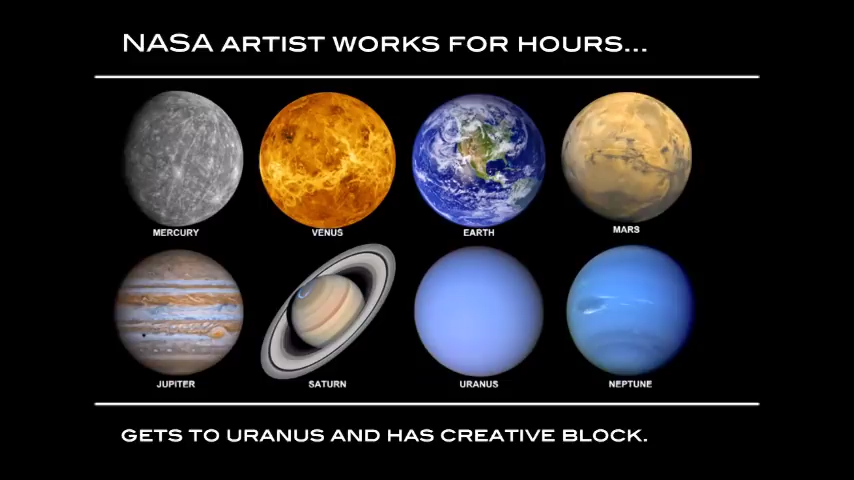 NASA ARTIST WORKS FOR HOURS...
MERCURY VENUS EARTH MARS
JUPITER SATURN URANUS NEPTUNE
GETS TO URANUS AND HAS CREATIVE BLOCK.